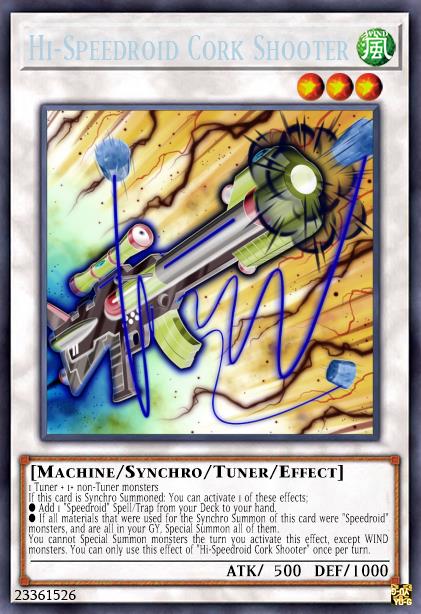 Hi-Speedroid Cork Shooter
WIND
風
[Machine/Synchro/Tuner/Effect]
1 Tuner + 1+ non-Tuner monsters
If this card is Synchro Summoned: You can activate 1 of these effects;
● Add 1 "Speedroid" Spell/Trap from your Deck to your hand.
● If all materials that were used for the Synchro Summon of this card were "Speedroid"
monsters, and are all in your GY, Special Summon all of them.
You cannot Special Summon monsters the turn you activate this effect, except WIND
monsters. You can only use this effect of "Hi-Speedroid Cork Shooter" once per turn.
ATK/ 500 DEF/1000
23361526